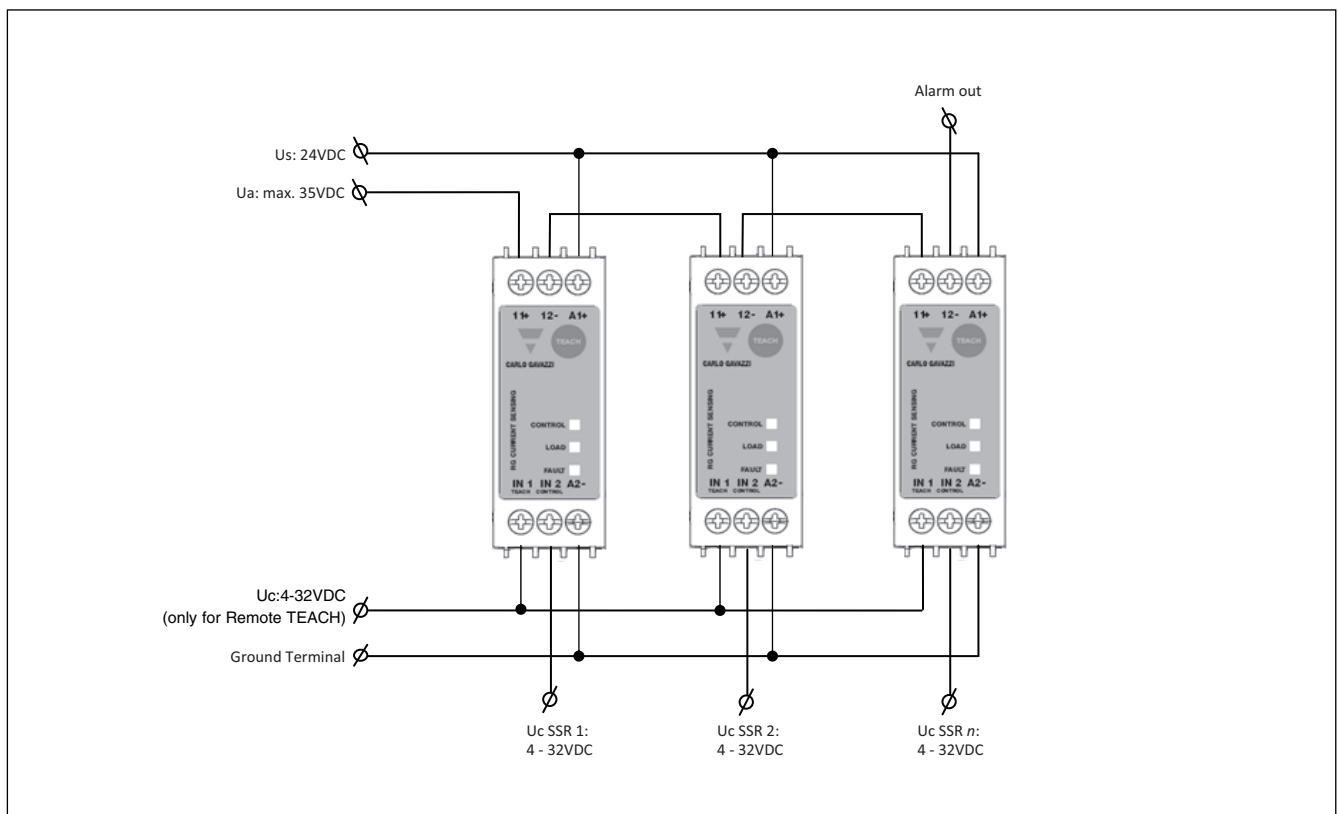 Alarm out
Us: 24VDC
Ua: max. 35VDC
11+ 12- A1+
TEACH
CARLO GAVAZZI
RG CURRENT SENSING
CONTROL
LOAD
FAULT
IN 1 IN 2 A2-
TEACH CONTROL
11+ 12- A1+
TEACH
CARLO GAVAZZI
RG CURRENT SENSING
CONTROL
LOAD
FAULT
IN 1 IN 2 A2-
TEACH CONTROL
11+ 12- A1+
TEACH
CARLO GAVAZZI
RG CURRENT SENSING
CONTROL
LOAD
FAULT
IN 1 IN 2 A2-
TEACH CONTROL
Uc:4-32VDC
(only for Remote TEACH)
Ground Terminal
Uc SSR 1:
4 - 32VDC
Uc SSR 2:
4 - 32VDC
Uc SSR n:
4 - 32VDC